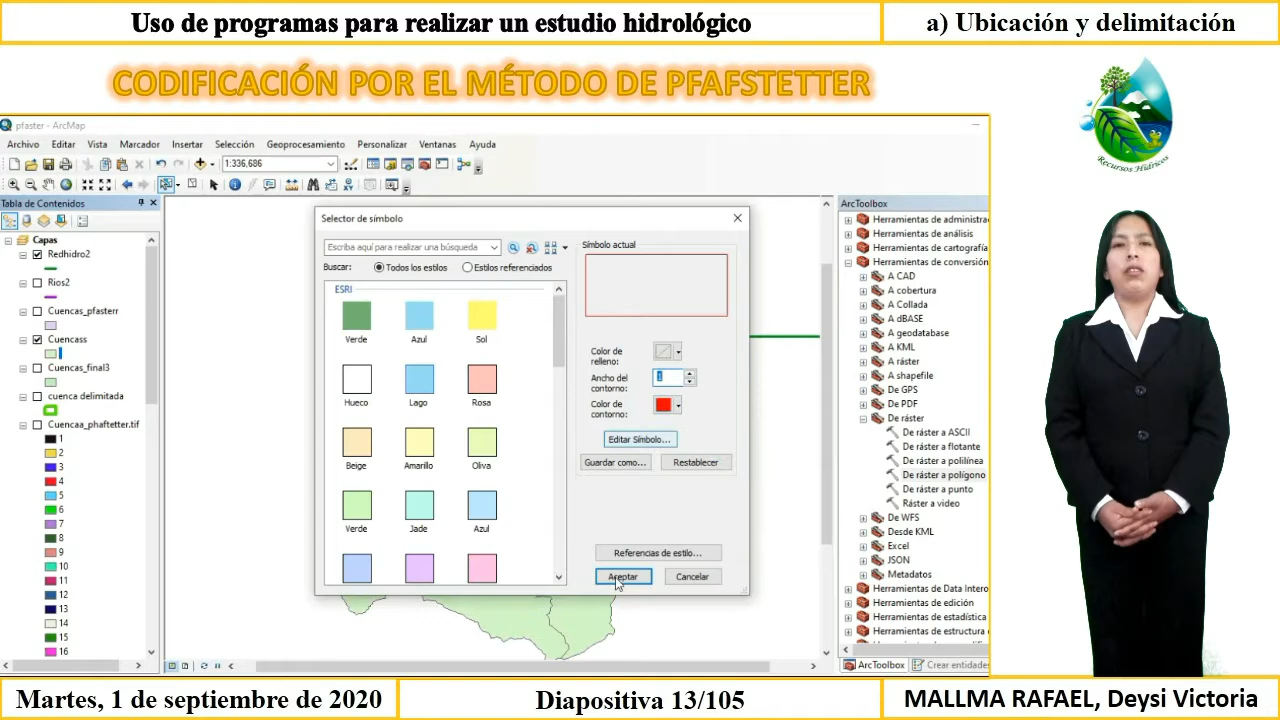 Uso de programas para realizar un estudio hidrológico
a) Ubicación y delimitación
CODIFICACIÓN POR EL MÉTODO DE PFAFSTETTER
Recursos Hídricos
pfaster - ArcMap
Archivo Editar Vista Marcador Insertar Selección Geoprocesamiento Personalizar Ventanas Ayuda
1:336,686
Tabla de Contenidos
Capas
Redhidro2
Rios2
Cuencas_pfasterr
Cuencass
Cuencas_final3
cuenca delimitada
Cuencaa_phaftetter.tif
1
2
3
4
5
6
7
8
9
10
11
12
13
14
15
16
Selector de símbolo
Escriba aquí para realizar una búsqueda
Buscar:
Todos los estilos
Estilos referenciados
ESRI
Verde Azul Sol
Hueco Lago Rosa
Beige Amarillo Oliva
Verde Jade Azul
Símbolo actual
Color de
relleno:
Ancho del
contorno:
1
Color de
contorno:
Editar Símbolo...
Guardar como...
Restablecer
Referencias de estilo...
Aceptar
Cancelar
ArcToolbox
Herramientas de administra
Herramientas de análisis
Herramientas de cartografía
Herramientas de conversión
A CAD
A cobertura
A Collada
A dBASE
A geodatabase
A KML
A ráster
A shapefile
De GPS
De PDF
De ráster
De ráster a ASCII
De ráster a flotante
De ráster a polilínea
De ráster a polígono
De ráster a punto
Ráster a video
De WFS
Desde KML
Excel
JSON
Metadatos
Herramientas de Data Intero
Herramientas de edición
Herramientas de estadística
Herramientas de estructura
ArcToolbox
Crear entidades
Martes, 1 de septiembre de 2020
Diapositiva 13/105
MALLMA RAFAEL, Deysi Victoria